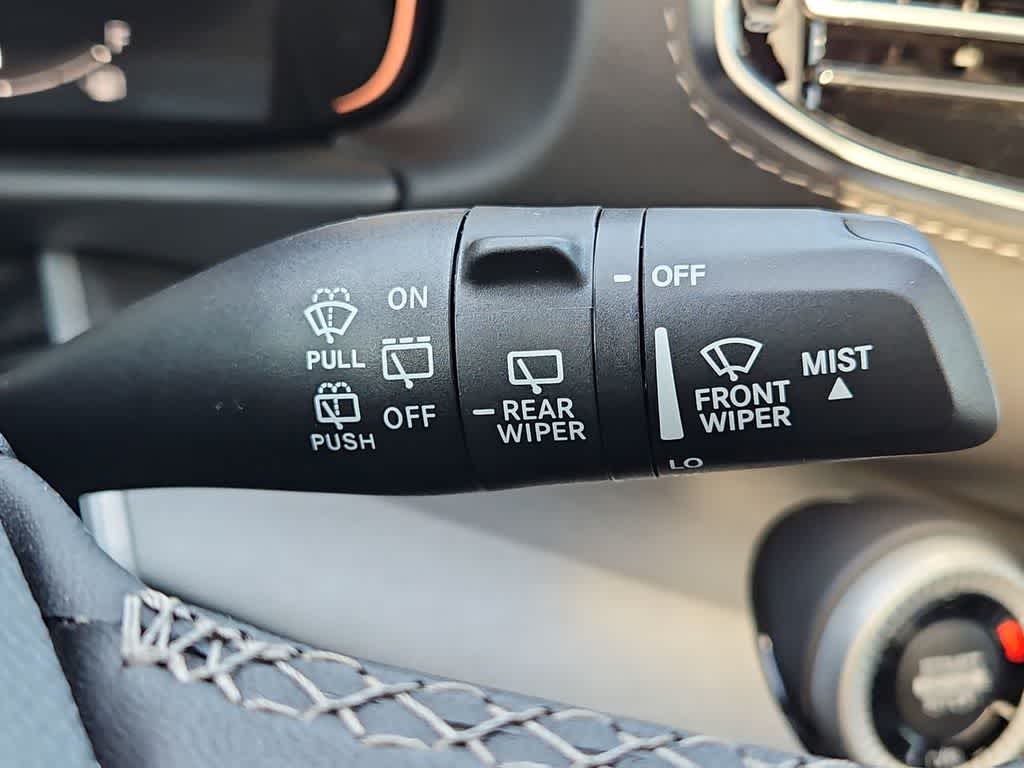 ON
PULL
OFF
PUSH
REAR
WIPER
OFF
FRONT
WIPER
MIST
LO